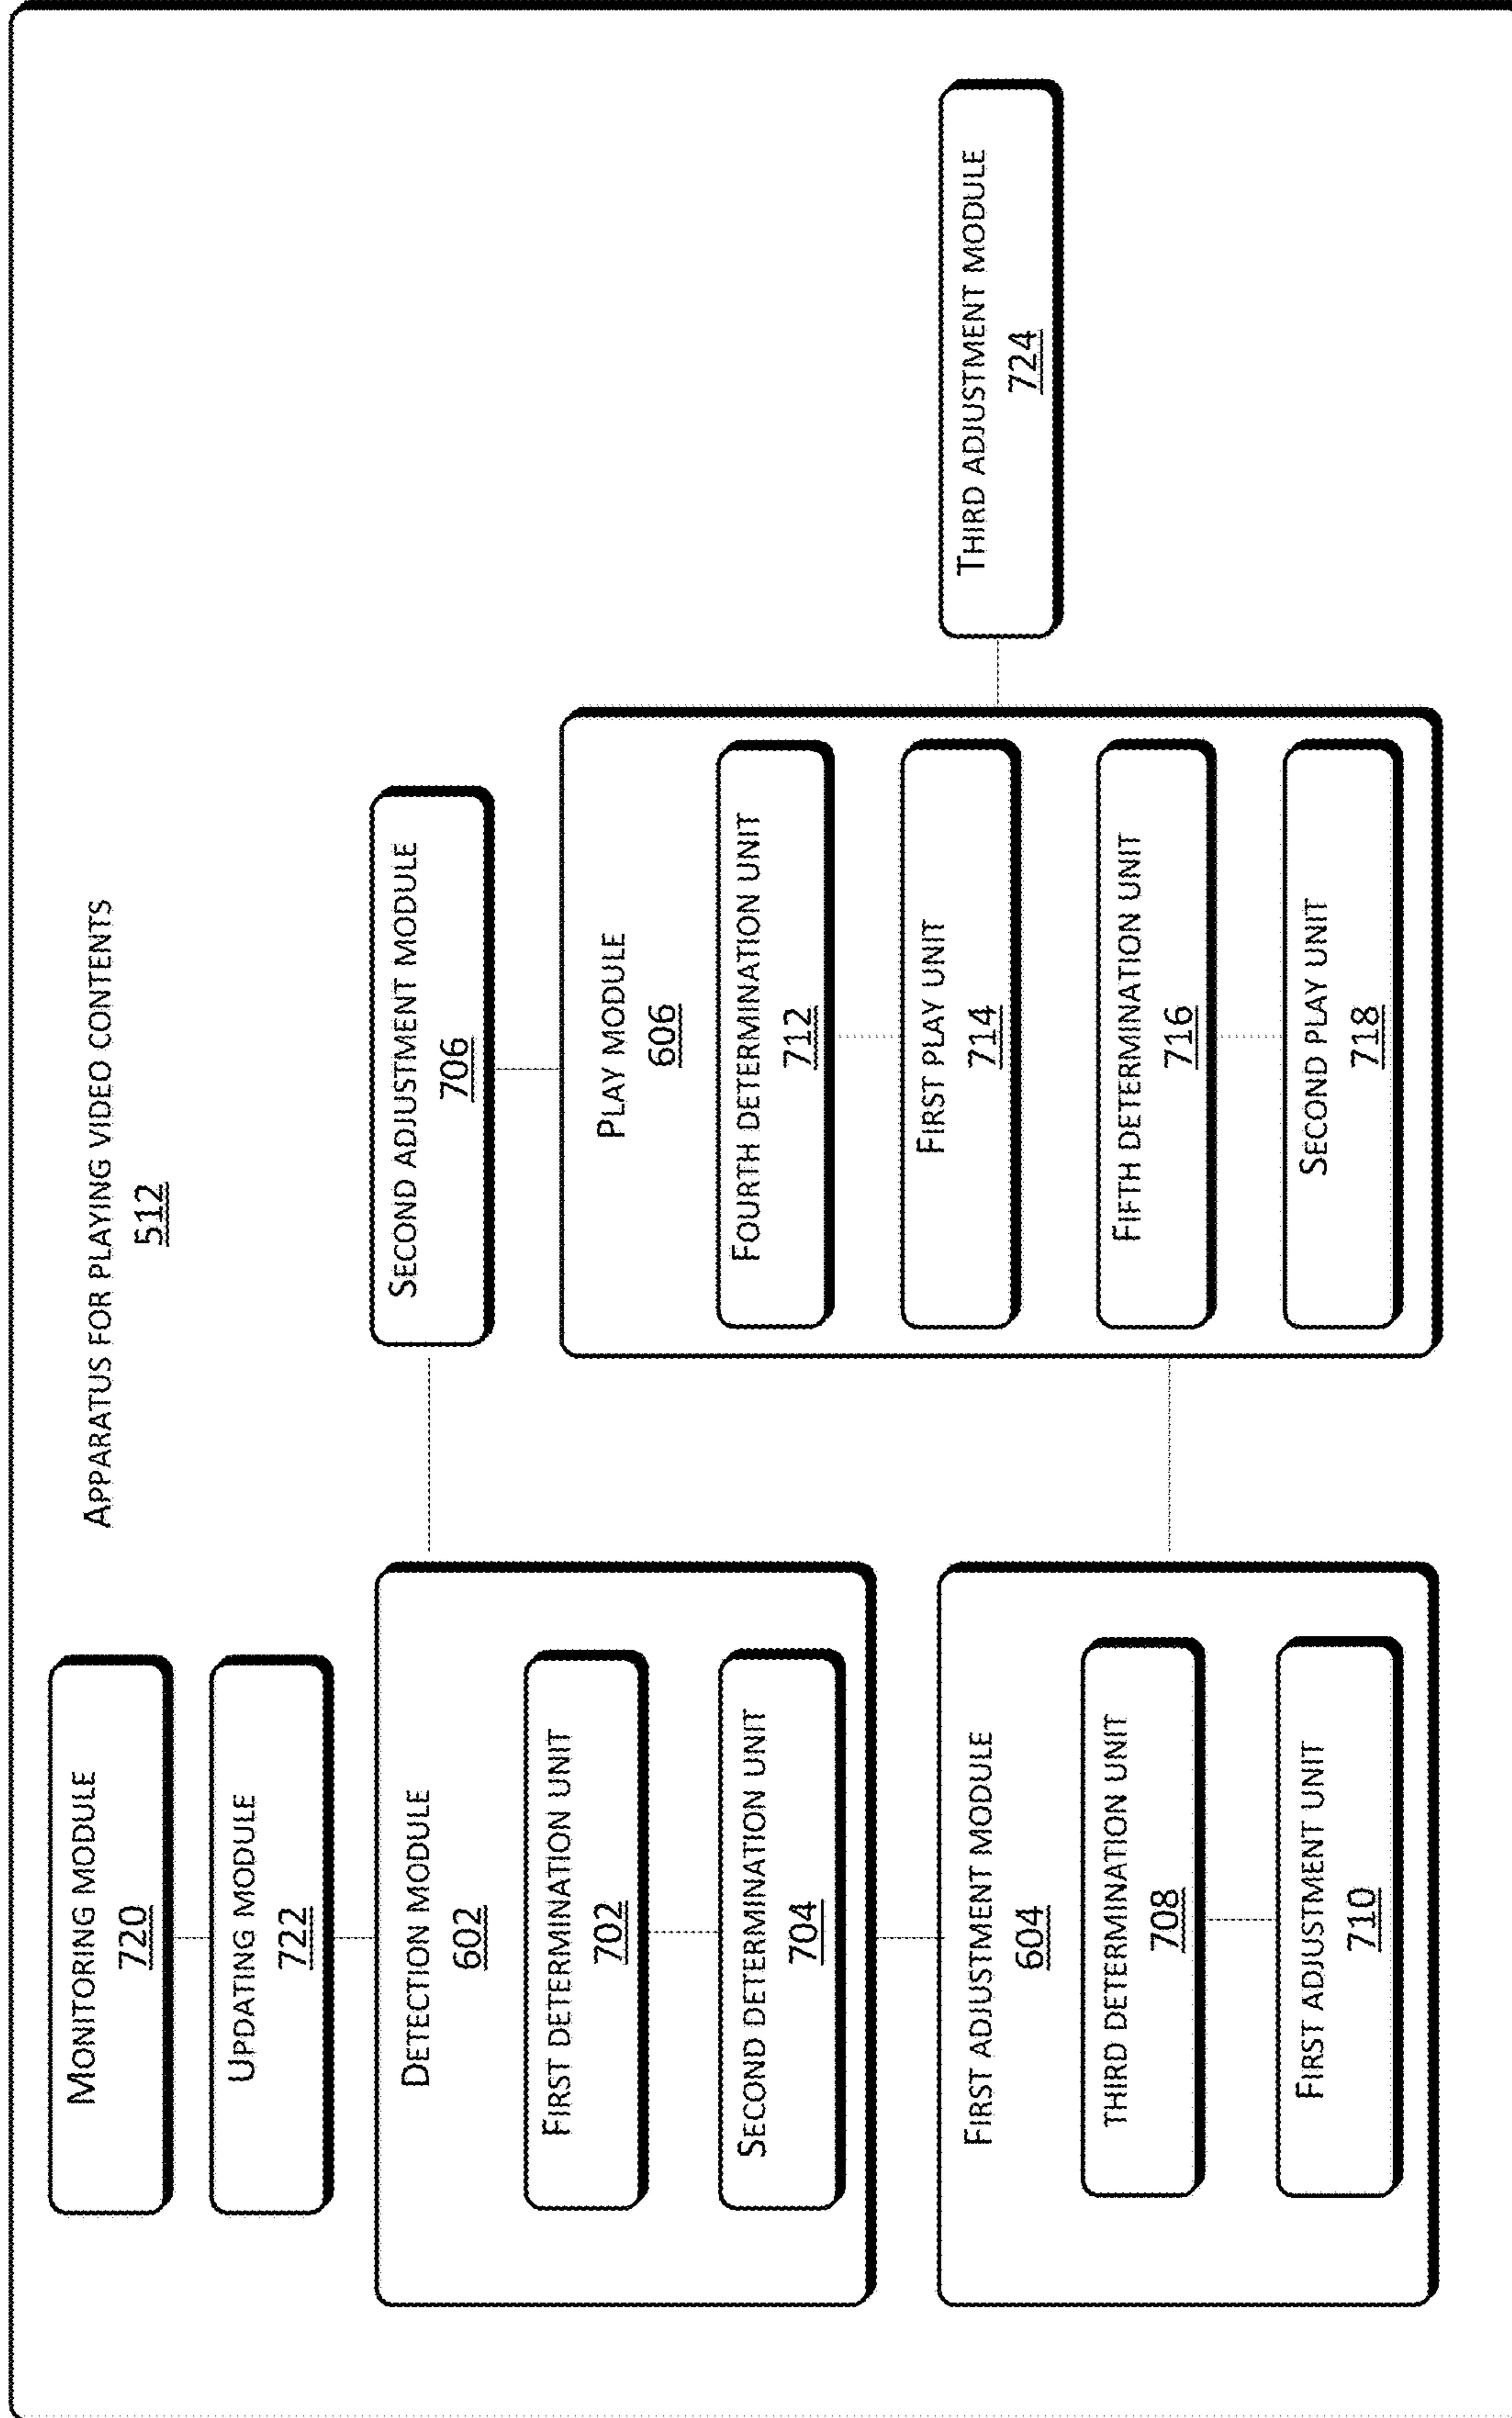 APPARATUS FOR PLAYING VIDEO CONTENTS
512
MONITORING MODULE
720
UPDATING MODULE
722
DETECTION MODULE
602
FIRST DETERMINATION UNIT
702
SECOND DETERMINATION UNIT
704
FIRST ADJUSTMENT MODULE
604
THIRD DETERMINATION UNIT
708
FIRST ADJUSTMENT UNIT
710
SECOND ADJUSTMENT MODULE
706
PLAY MODULE
606
FOURTH DETERMINATION UNIT
712
FIRST PLAY UNIT
714
FIFTH DETERMINATION UNIT
716
SECOND PLAY UNIT
718
THIRD ADJUSTMENT MODULE
724